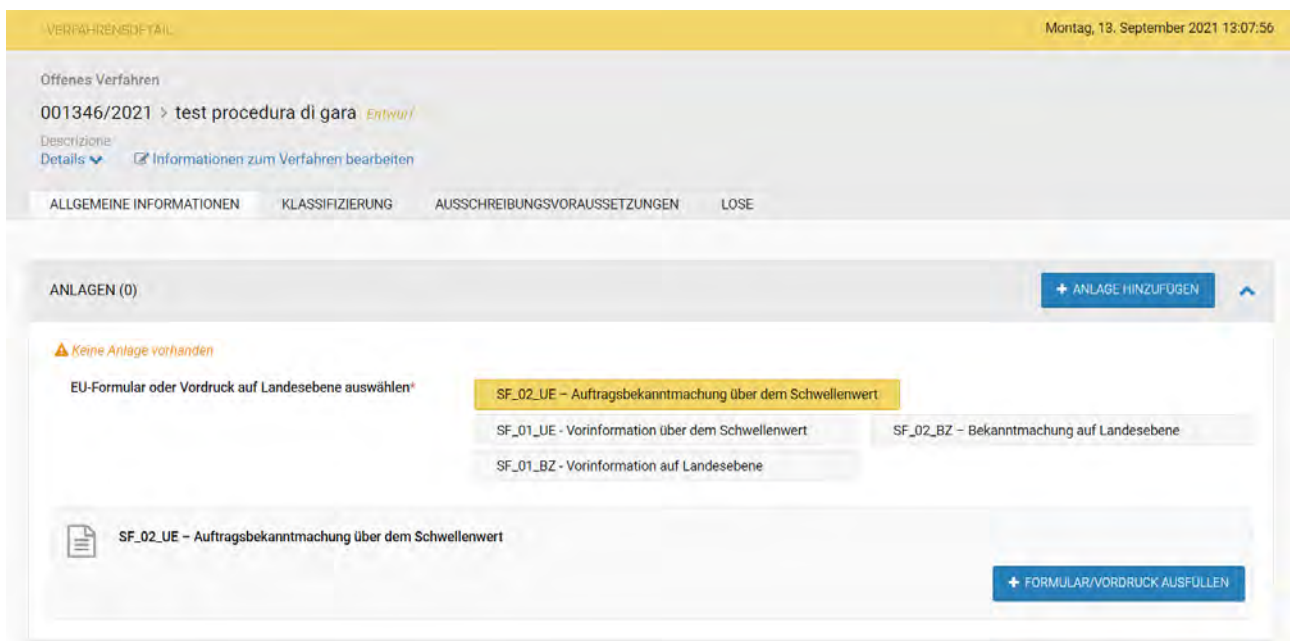 VERFAHRENSDETAIL
Montag, 13. September 2021 13:07:56
Offenes Verfahren
001346/2021 > test procedura di gara Entwurf
Descrizione
Details Informationen zum Verfahren bearbeiten
ALLGEMEINE INFORMATIONEN KLASSIFIZIERUNG AUSSCHREIBUNGSVORAUSSETZUNGEN LOSE
ANLAGEN (0)
+ ANLAGE HINZUFÜGEN
Keine Anlage vorhanden
EU-Formular oder Vordruck auf Landesebene auswählen*
SF_02_UE – Auftragsbekanntmachung über dem Schwellenwert
SF_01_UE - Vorinformation über dem Schwellenwert
SF_02_BZ – Bekanntmachung auf Landesebene
SF_01_BZ - Vorinformation auf Landesebene
SF_02_UE – Auftragsbekanntmachung über dem Schwellenwert
+ FORMULAR/VORDRUCK AUSFÜLLEN